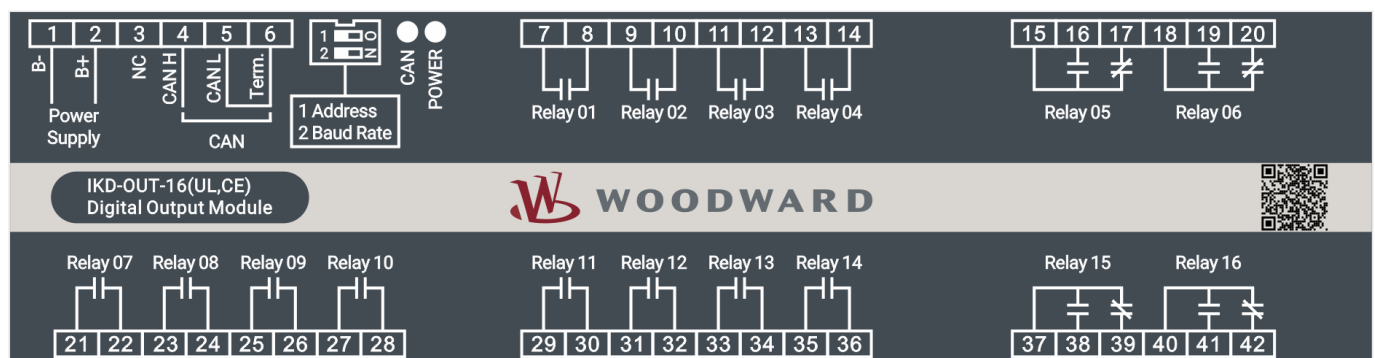 1 2 3 4 5 6
B-
B+
NC
CAN H
CAN L
Term.
Power
Supply
CAN
1
2
O
N
CAN
POWER
1 Address
2 Baud Rate
7 8 9 10 11 12 13 14
Relay 01 Relay 02 Relay 03 Relay 04
15 16 17 18 19 20
Relay 05 Relay 06
IKD-OUT-16(UL,CE)
Digital Output Module
WOODWARD
Relay 07 Relay 08 Relay 09 Relay 10
21 22 23 24 25 26 27 28
Relay 11 Relay 12 Relay 13 Relay 14
29 30 31 32 33 34 35 36
Relay 15 Relay 16
37 38 39 40 41 42